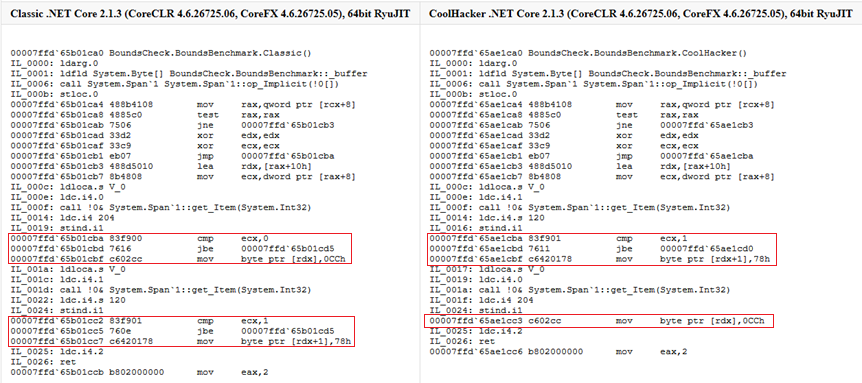 Classic .NET Core 2.1.3 (CoreCLR 4.6.26725.06, CoreFX 4.6.26725.05), 64bit RyuJIT
00007ffd`65b01ca0 BoundsCheck.BoundsBenchmark.Classic()
IL_0000: ldarg.0
IL_0001: ldfld System.Byte[] BoundsCheck.BoundsBenchmark::_buffer
IL_0006: call System.Span`1 System.Span`1::op_Implicit(!0[])
IL_000b: stloc.0
00007ffd`65b01ca4 488b4108 mov rax,qword ptr [rcx+8]
00007ffd`65b01ca8 4885c0 test rax,rax
00007ffd`65b01cab 7506 jne 00007ffd`65b01cb3
00007ffd`65b01cad 33d2 xor edx,edx
00007ffd`65b01caf 33c9 xor ecx,ecx
00007ffd`65b01cb1 eb07 jmp 00007ffd`65b01cba
00007ffd`65b01cb3 488d5010 lea rdx,[rax+10h]
00007ffd`65b01cb7 8b4808 mov ecx,dword ptr [rax+8]
IL_000c: ldloca.s V_0
IL_000e: ldc.i4.0
IL_000f: call !0& System.Span`1::get_Item(System.Int32)
IL_0014: ldc.i4 204
IL_0019: stind.i1
00007ffd`65b01cba 83f900 cmp ecx,0
00007ffd`65b01cbd 7616 jbe 00007ffd`65b01cd5
00007ffd`65b01cbf c602cc mov byte ptr [rdx],0CCh
IL_001a: ldloca.s V_0
IL_001c: ldc.i4.1
IL_001d: call !0& System.Span`1::get_Item(System.Int32)
IL_0022: ldc.i4.s 120
IL_0024: stind.i1
00007ffd`65b01cc2 83f901 cmp ecx,1
00007ffd`65b01cc5 760e jbe 00007ffd`65b01cd5
00007ffd`65b01cc7 c6420178 mov byte ptr [rdx+1],78h
IL_0025: ldc.i4.2
IL_0026: ret
00007ffd`65b01ccb b802000000 mov eax,2
CoolHacker .NET Core 2.1.3 (CoreCLR 4.6.26725.06, CoreFX 4.6.26725.05), 64bit RyuJIT
00007ffd`65ae1ca0 BoundsCheck.BoundsBenchmark.CoolHacker()
IL_0000: ldarg.0
IL_0001: ldfld System.Byte[] BoundsCheck.BoundsBenchmark::_buffer
IL_0006: call System.Span`1 System.Span`1::op_Implicit(!0[])
IL_000b: stloc.0
00007ffd`65ae1ca4 488b4108 mov rax,qword ptr [rcx+8]
00007ffd`65ae1ca8 4885c0 test rax,rax
00007ffd`65ae1cab 7506 jne 00007ffd`65ae1cb3
00007ffd`65ae1cad 33d2 xor edx,edx
00007ffd`65ae1caf 33c9 xor ecx,ecx
00007ffd`65ae1cb1 eb07 jmp 00007ffd`65ae1cba
00007ffd`65ae1cb3 488d5010 lea rdx,[rax+10h]
00007ffd`65ae1cb7 8b4808 mov ecx,dword ptr [rax+8]
IL_000c: ldloca.s V_0
IL_000e: ldc.i4.1
IL_000f: call !0& System.Span`1::get_Item(System.Int32)
IL_0014: ldc.i4.s 120
IL_0016: stind.i1
00007ffd`65ae1cba 83f901 cmp ecx,1
00007ffd`65ae1cbd 7611 jbe 00007ffd`65ae1cd0
00007ffd`65ae1cbf c6420178 mov byte ptr [rdx+1],78h
IL_0017: ldloca.s V_0
IL_0019: ldc.i4.0
IL_001a: call !0& System.Span`1::get_Item(System.Int32)
IL_001f: ldc.i4 204
IL_0024: stind.i1
00007ffd`65ae1cc3 c602cc mov byte ptr [rdx],0CCh
IL_0025: ldc.i4.2
IL_0026: ret
00007ffd`65ae1cc6 b802000000 mov eax,2